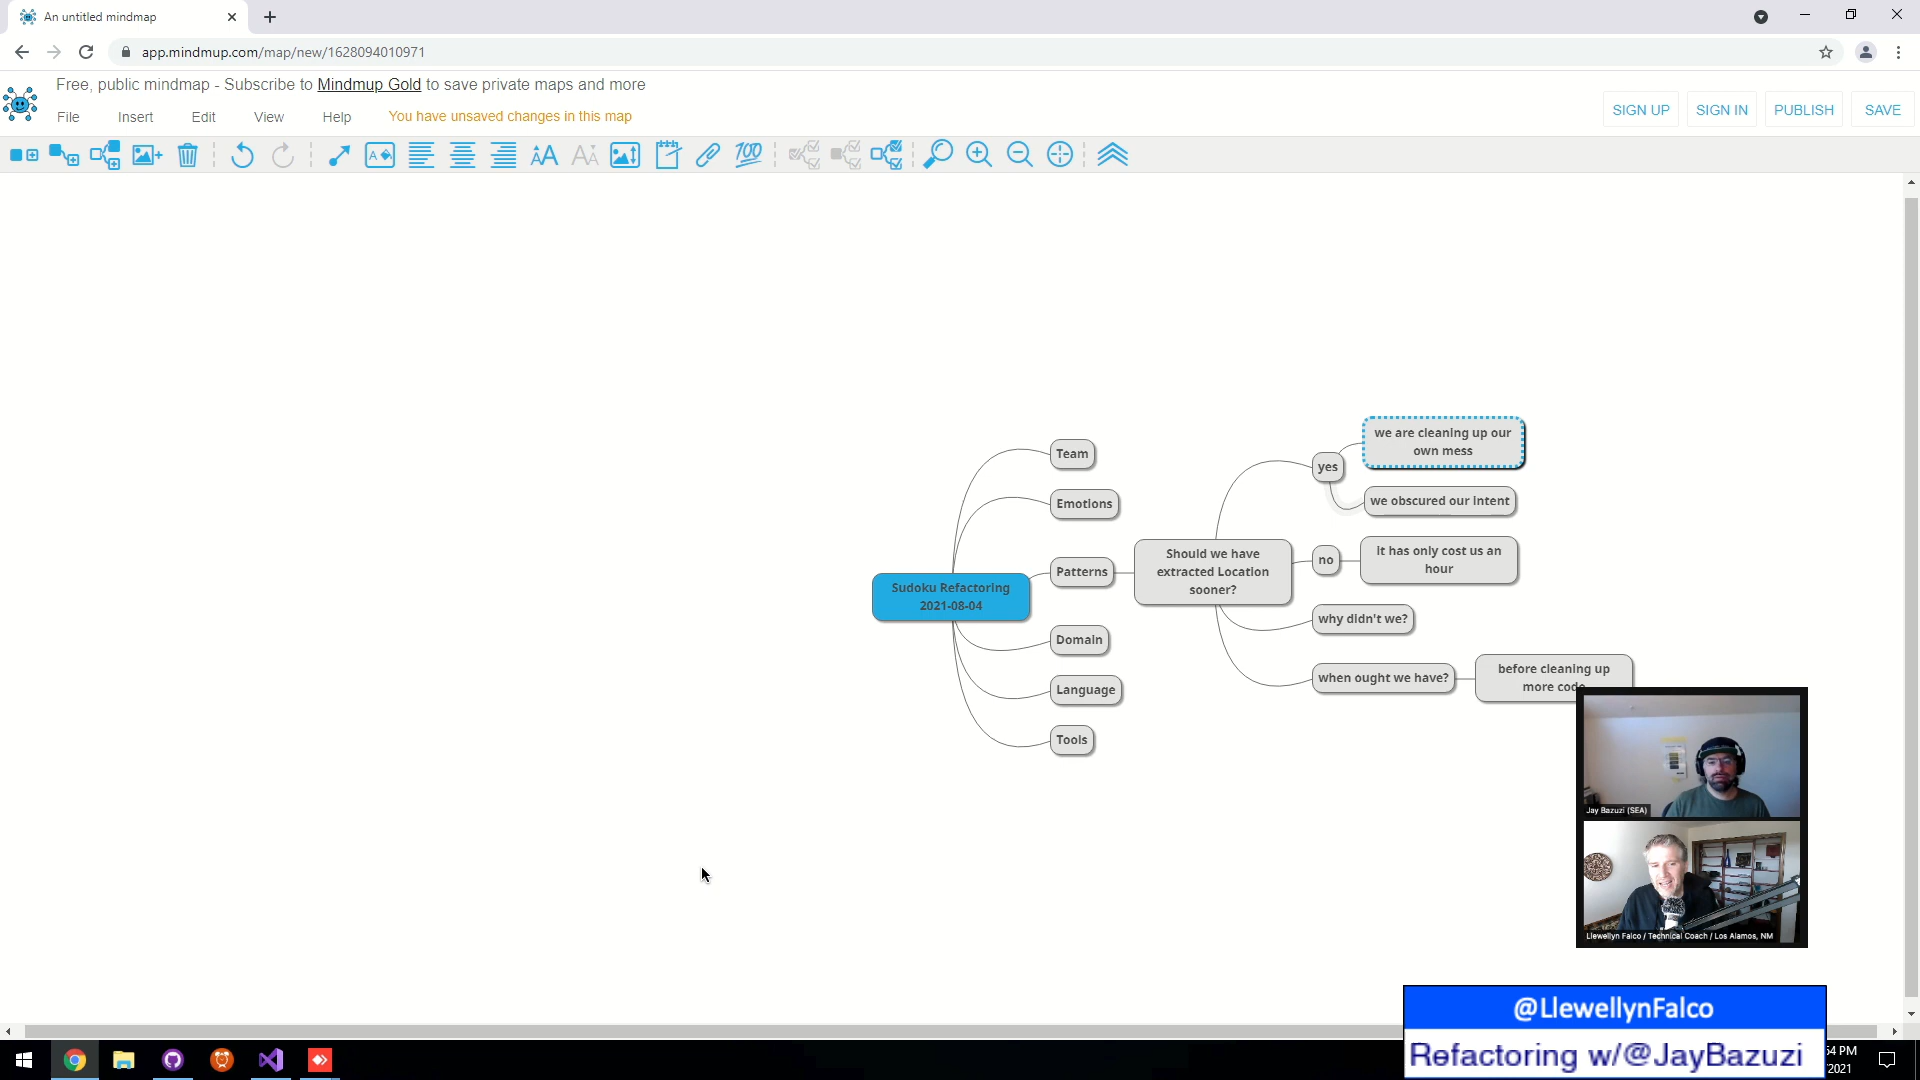 An untitled mindmap
app.mindmup.com/map/new/1628094010971
Free, public mindmap - Subscribe to Mindmup Gold to save private maps and more
File Insert Edit View Help You have unsaved changes in this map
SIGN UP SIGN IN PUBLISH SAVE
100
Sudoku Refactoring
2021-08-04
Team
Emotions
Patterns
Domain
Language
Tools
Should we have
extracted Location
sooner?
yes
we are cleaning up our
own mess
we obscured our intent
no
It has only cost us an
hour
why didn't we?
when ought we have?
before cleaning up
more code
Jay Bazuzi (SEA)
Llewellyn Falco / Technical Coach / Los Alamos, NM
@LlewellynFalco
Refactoring w/@JayBazuzi
54 PM
/2021